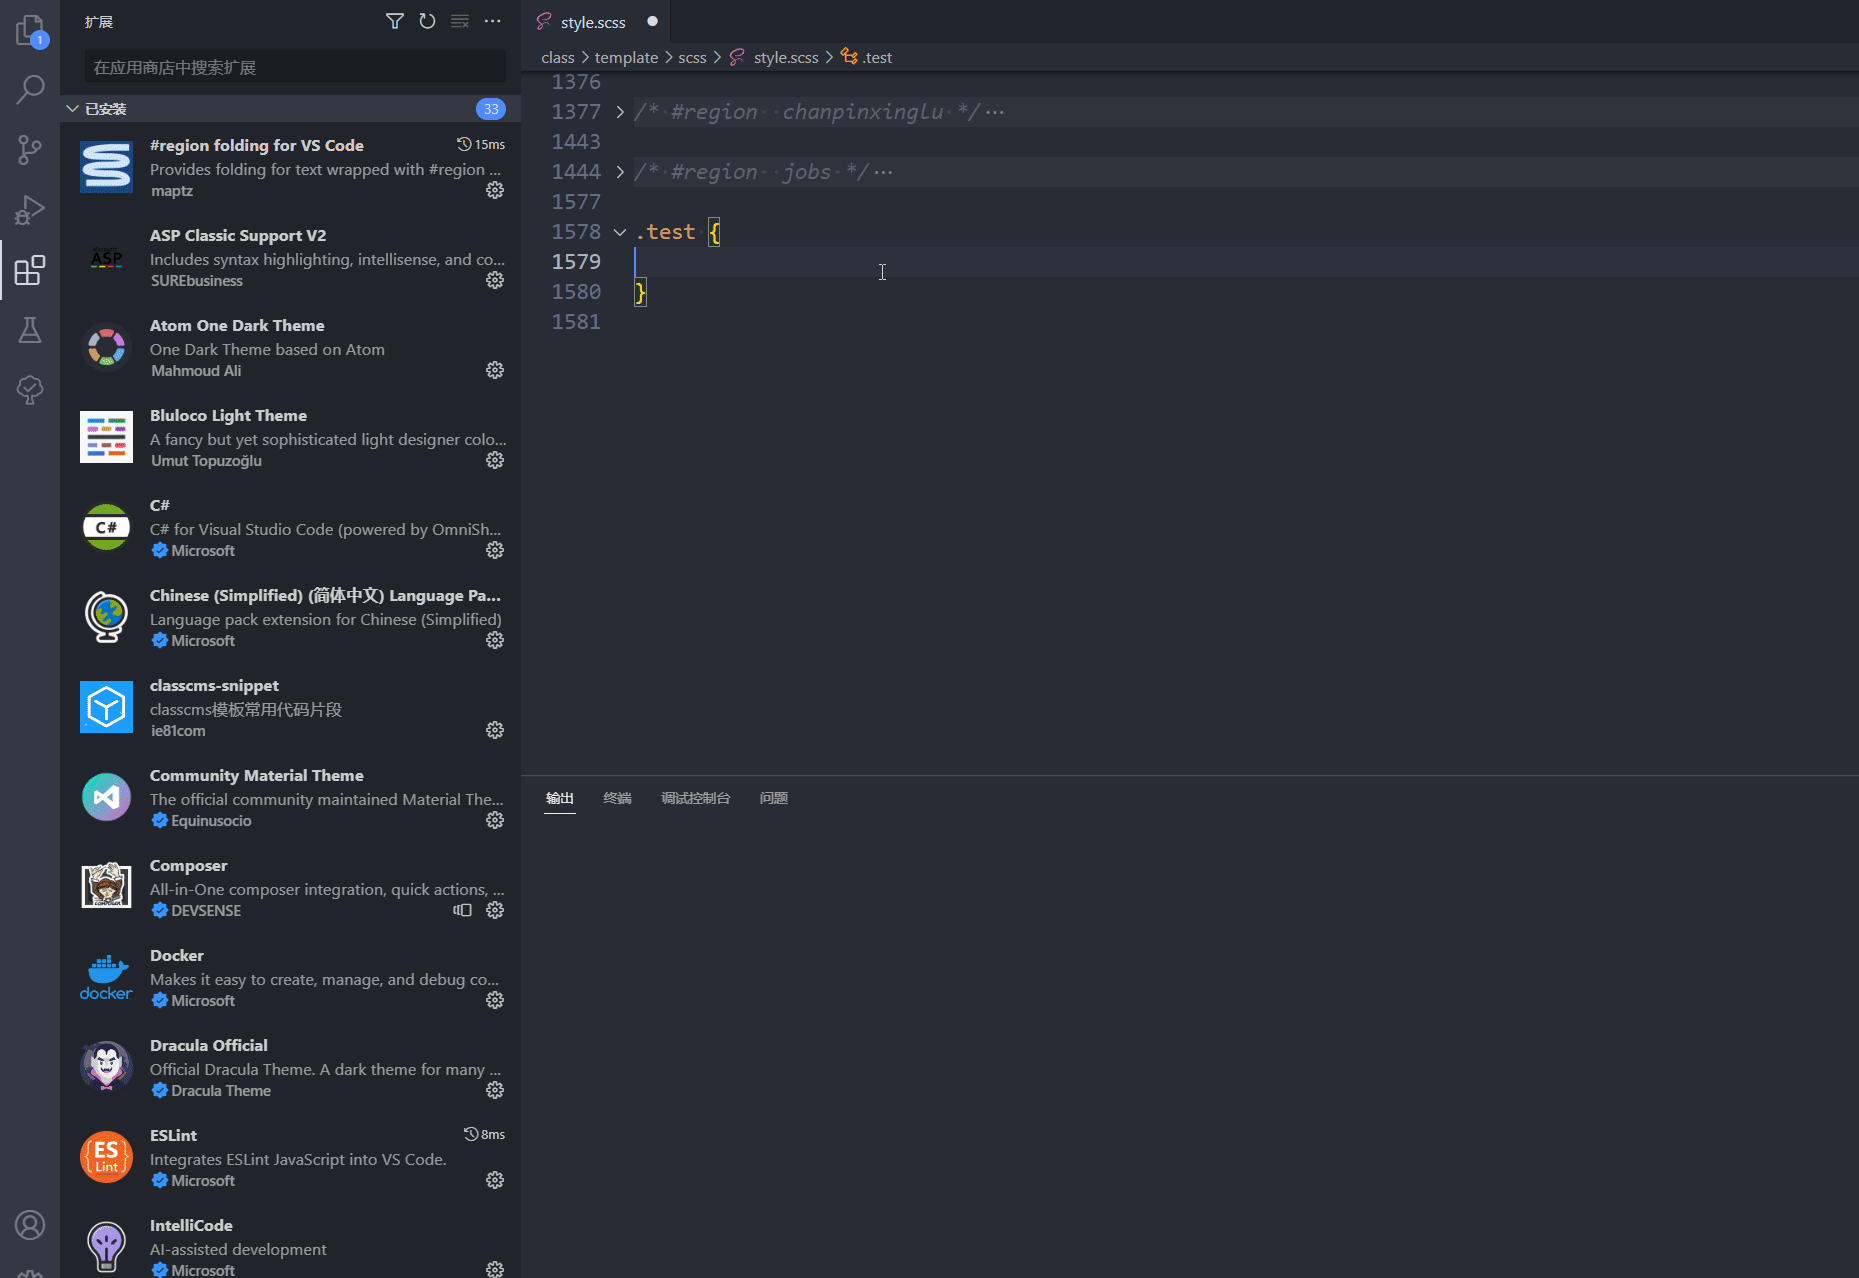 1
扩展
在应用商店中搜索扩展
已安装
33
#region folding for VS Code
15ms
Provides folding for text wrapped with #region ...
maptz
ASP
ASP Classic Support V2
Includes syntax highlighting, intellisense, and co...
SUREbusiness
Atom One Dark Theme
One Dark Theme based on Atom
Mahmoud Ali
Bluloco Light Theme
A fancy but yet sophisticated light designer colo...
Umut Topuzoğlu
C#
C#
C# for Visual Studio Code (powered by OmniSh...
Microsoft
Chinese (Simplified) (简体中文) Language Pa...
Language pack extension for Chinese (Simplified)
Microsoft
classcms-snippet
classcms模板常用代码片段
ie81com
Community Material Theme
The official community maintained Material The...
Equinusocio
Composer
All-in-One composer integration, quick actions, ...
DEVSENSE
docker
Docker
Makes it easy to create, manage, and debug co...
Microsoft
Dracula Official
Official Dracula Theme. A dark theme for many ...
Dracula Theme
ES
Lint
ESLint
8ms
Integrates ESLint JavaScript into VS Code.
Microsoft
IntelliCode
AI-assisted development
Microsoft
style.scss
class > template > scss > style.scss > .test
1376
1377 /* #region  chanpinxinglu */ ...
1443
1444 /* #region  jobs */ ...
1577
1578 .test {
1579
1580 }
1581
输出 终端 调试控制台 问题